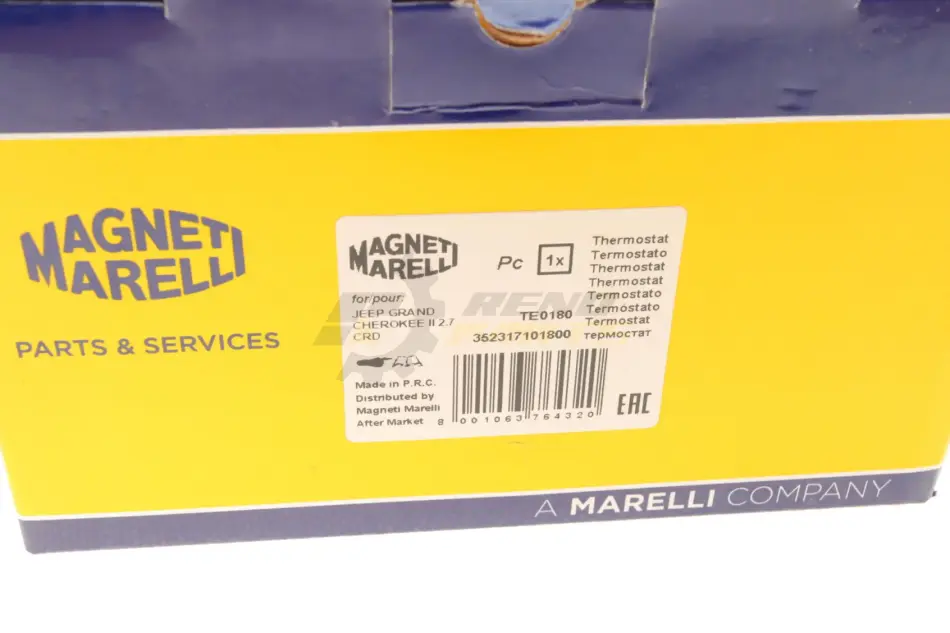 MAGNETI
MARELLI
PARTS & SERVICES
MAGNETI
MARELLI
Pc 1x
for/pour:
JEEP GRAND
CHEROKEE II 2.7
CRD
Thermostat
Termostato
Thermostat
Thermostat
Termostato
Termostato
Termostat
термостат
TE0180
352317101800
Made in P.R.C.
Distributed by
Magneti Marelli
After Market
8 001063 764320
EAC
A MARELLI COMPANY